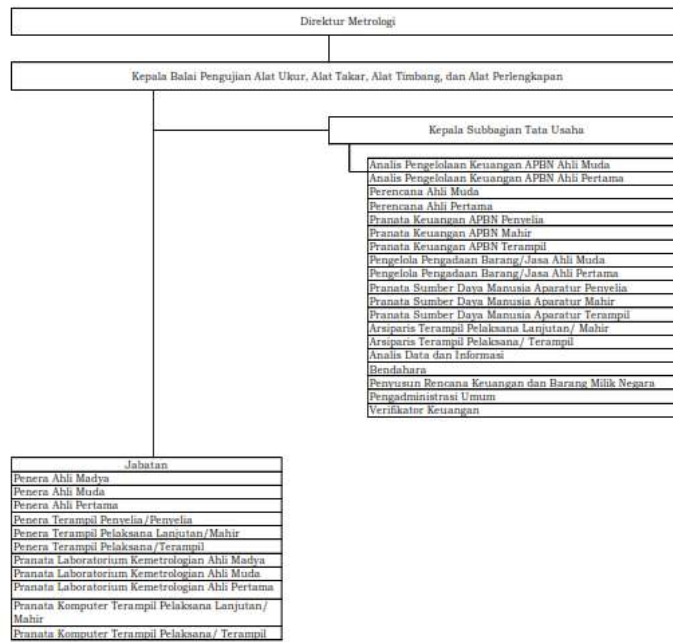 Direktur Metrologi
Kepala Balai Pengujian Alat Ukur, Alat Takar, Alat Timbang, dan Alat Perlengkapan
Kepala Subbagian Tata Usaha
Analis Pengelolaan Keuangan APBN Ahli Muda
Analis Pengelolaan Keuangan APBN Ahli Pertama
Perencana Ahli Muda
Perencana Ahli Pertama
Pranata Keuangan APBN Penyelia
Pranata Keuangan APBN Mahir
Pranata Keuangan APBN Terampil
Pengelola Pengadaan Barang/Jasa Ahli Muda
Pengelola Pengadaan Barang/Jasa Ahli Pertama
Pranata Sumber Daya Manusia Aparatur Penyelia
Pranata Sumber Daya Manusia Aparatur Mahir
Pranata Sumber Daya Manusia Aparatur Terampil
Arsiparis Terampil Pelaksana Lanjutan/ Mahir
Arsiparis Terampil Pelaksana/ Terampil
Analis Data dan Informasi
Bendahara
Penyusun Rencana Keuangan dan Barang Milik Negara
Pengadministrasi Umum
Verifikator Keuangan
Jabatan
Penera Ahli Madya
Penera Ahli Muda
Penera Ahli Pertama
Penera Terampil Penyelia/Penyelia
Penera Terampil Pelaksana Lanjutan/Mahir
Penera Terampil Pelaksana/Terampil
Pranata Laboratorium Kemetrologian Ahli Madya
Pranata Laboratorium Kemetrologian Ahli Muda
Pranata Laboratorium Kemetrologian Ahli Pertama
Pranata Komputer Terampil Pelaksana Lanjutan/
Mahir
Pranata Komputer Terampil Pelaksana/ Terampil